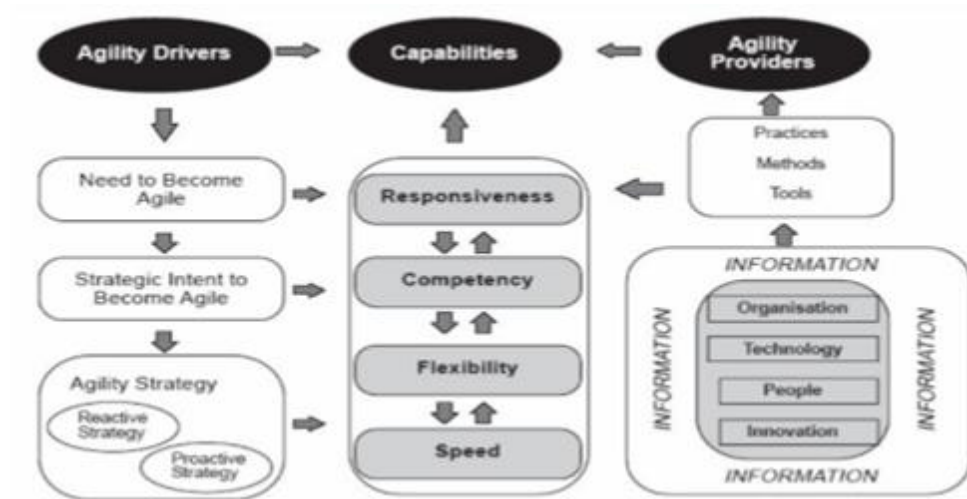 Agility Drivers
Capabilities
Agility
Providers
Need to Become
Agile
Strategic Intent to
Become Agile
Agility Strategy
Reactive
Strategy
Proactive
Strategy
Responsiveness
Competency
Flexibility
Speed
Practices
Methods
Tools
INFORMATION
INFORMATION
Organisation
Technology
People
Innovation
INFORMATION
INFORMATION